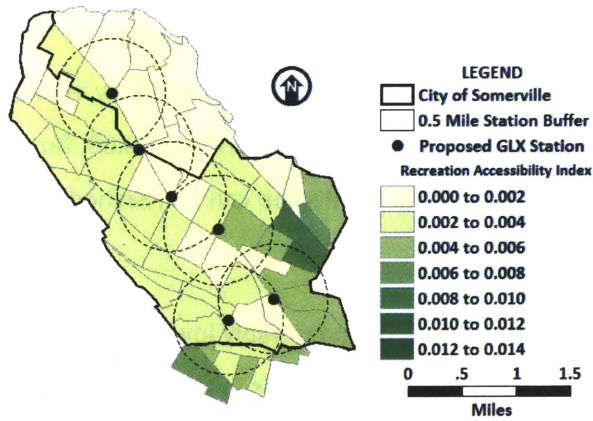 N
LEGEND
City of Somerville
0.5 Mile Station Buffer
Proposed GLX Station
Recreation Accessibility Index
0.000 to 0.002
0.002 to 0.004
0.004 to 0.006
0.006 to 0.008
0.008 to 0.010
0.010 to 0.012
0.012 to 0.014
0 .5 1 1.5
Miles